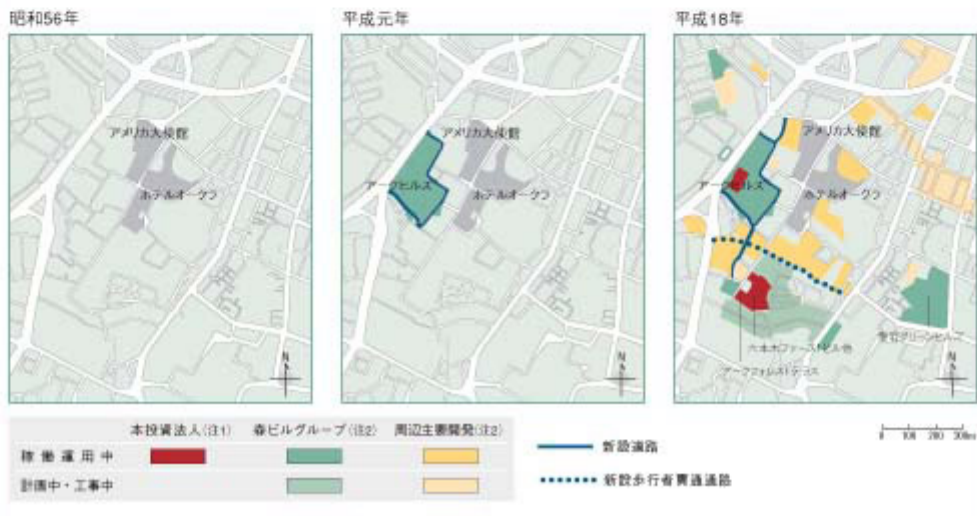 昭和56年
平成元年
平成18年
アメリカ大使館
ホテルオークラ
アメリカ大使館
アークヒルズ
ホテルオークラ
アメリカ大使館
アークヒルズ
ホテルオークラ
愛宕グリーンヒルズ
六本木ファーストビル他
アークフォレストテラス
N
N
N
本投資法人(注1) 森ビルグループ(注2) 周辺主要開発(注2)
稼働運用中
計画中・工事中
新設道路
新設歩行者貫通通路
0 100 200 300m